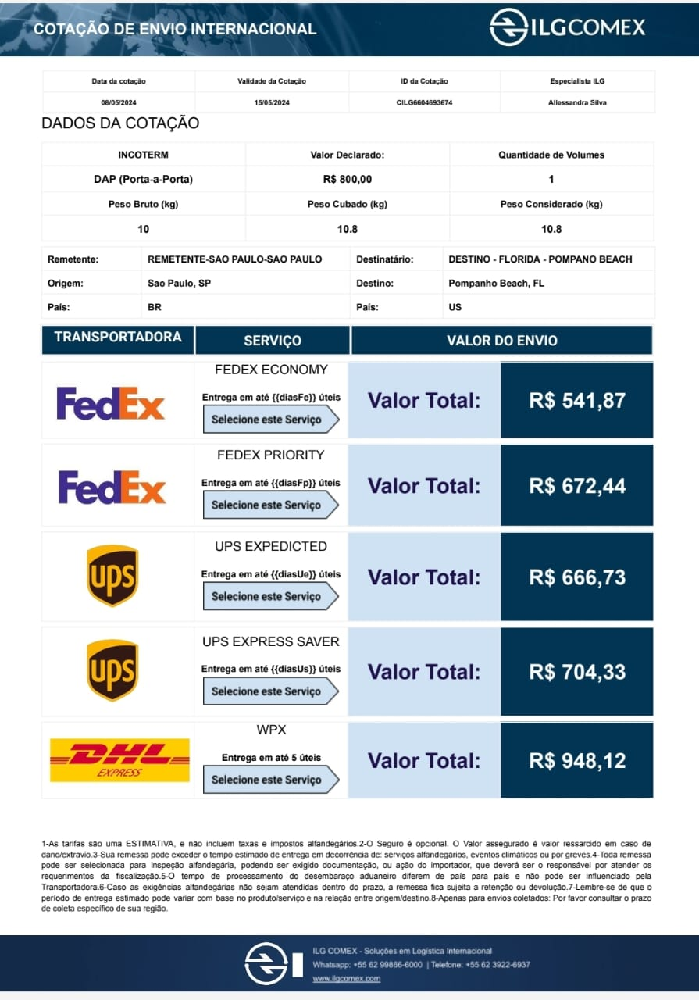 COTAÇÃO DE ENVIO INTERNACIONAL
ILGCOMEX
Data da cotação Validade da Cotação ID da Cotação Especialista ILG
08/05/2024 15/05/2024 CILG6604693674 Allessandra Silva
DADOS DA COTAÇÃO
INCOTERM Valor Declarado: Quantidade de Volumes
DAP (Porta-a-Porta) R$ 800,00 1
Peso Bruto (kg) Peso Cubado (kg) Peso Considerado (kg)
10 10.8 10.8
Remetente: REMETENTE-SAO PAULO-SAO PAULO Destinatário: DESTINO - FLORIDA - POMPANO BEACH
Origem: Sao Paulo, SP Destino: Pompanho Beach, FL
País: BR País: US
TRANSPORTADORA SERVIÇO VALOR DO ENVIO
FedEx
FEDEX ECONOMY
Entrega em até {{diasFe}} úteis
Selecione este Serviço
Valor Total: R$ 541,87
FedEx
FEDEX PRIORITY
Entrega em até {{diasFp}} úteis
Selecione este Serviço
Valor Total: R$ 672,44
ups
UPS EXPEDICTED
Entrega em até {{diasUe}} úteis
Selecione este Serviço
Valor Total: R$ 666,73
ups
UPS EXPRESS SAVER
Entrega em até {{diasUs}} úteis
Selecione este Serviço
Valor Total: R$ 704,33
DHL
EXPRESS
WPX
Entrega em até 5 úteis
Selecione este Serviço
Valor Total: R$ 948,12
1-As tarifas são uma ESTIMATIVA, e não incluem taxas e impostos alfandegários.2-O Seguro é opcional. O Valor assegurado é valor ressarcido em caso de
dano/extravio.3-Sua remessa pode exceder o tempo estimado de entrega em decorrência de: serviços alfandegários, eventos climáticos ou por greves.4-Toda remessa
pode ser selecionada para inspeção alfandegária, podendo ser exigido documentação, ou ação do importador, que deverá ser o responsável por atender os
requerimentos da fiscalização.5-O tempo de processamento do desembaraço aduaneiro diferem de país para país e não pode ser influenciado pela
Transportadora.6-Caso as exigências alfandegárias não sejam atendidas dentro do prazo, a remessa fica sujeita a retenção ou devolução.7-Lembre-se de que o
período de entrega estimado pode variar com base no produto/serviço e na relação entre origem/destino.8-Apenas para envios coletados: Por favor consultar o prazo
de coleta específico de sua região.
ILG COMEX - Soluções em Logística Internacional
Whatsapp: +55 62 99866-6000 | Telefone: +55 62 3922-6937
www.ilgcomex.com